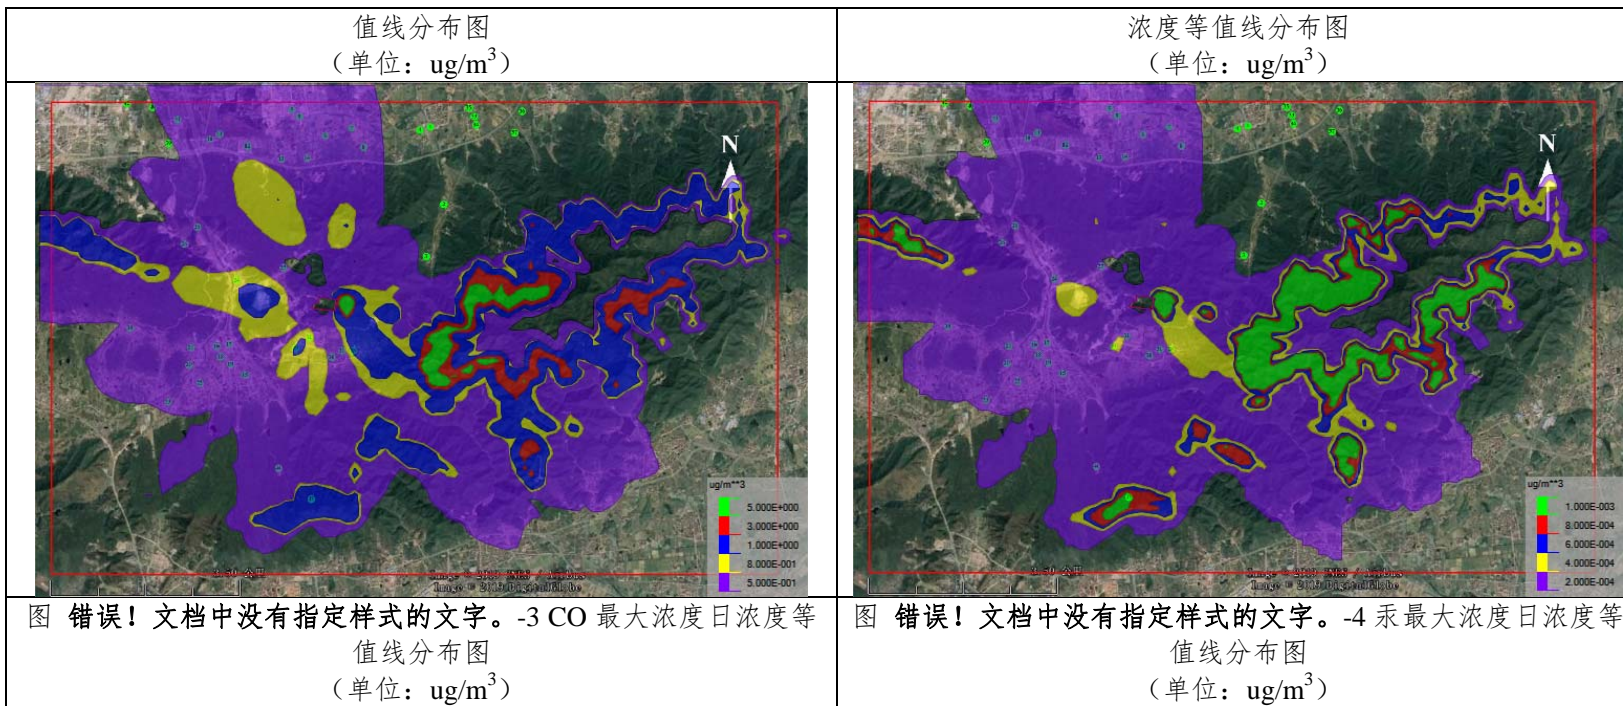 值线分布图
（单位：ug/m³）
浓度等值线分布图
（单位：ug/m³）
N
ug/m**3
5.000E+000
3.000E+000
1.000E+000
8.000E-001
5.000E-001
N
ug/m**3
1.000E-003
8.000E-004
6.000E-004
4.000E-004
2.000E-004
图 错误！文档中没有指定样式的文字。-3 CO 最大浓度日浓度等
值线分布图
（单位：ug/m³）
图 错误！文档中没有指定样式的文字。-4 汞最大浓度日浓度等
值线分布图
（单位：ug/m³）